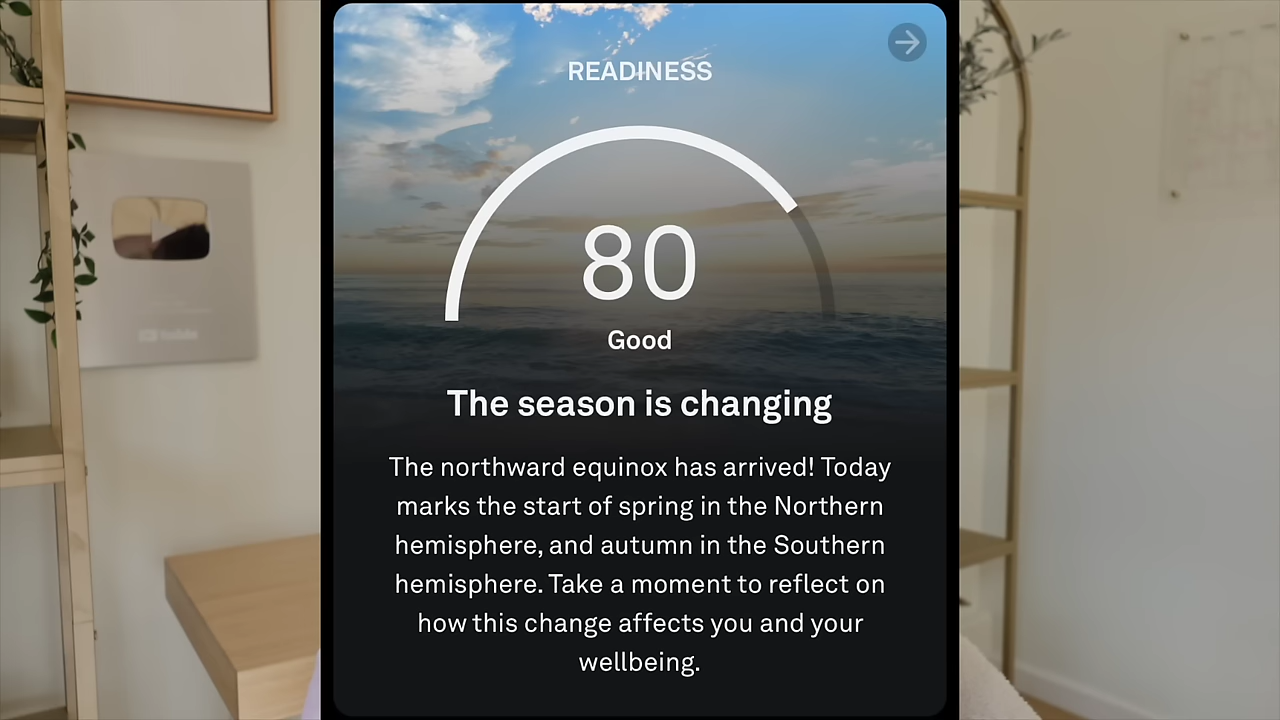 READINESS
80
Good
The season is changing
The northward equinox has arrived! Today
marks the start of spring in the Northern
hemisphere, and autumn in the Southern
hemisphere. Take a moment to reflect on
how this change affects you and your
wellbeing.